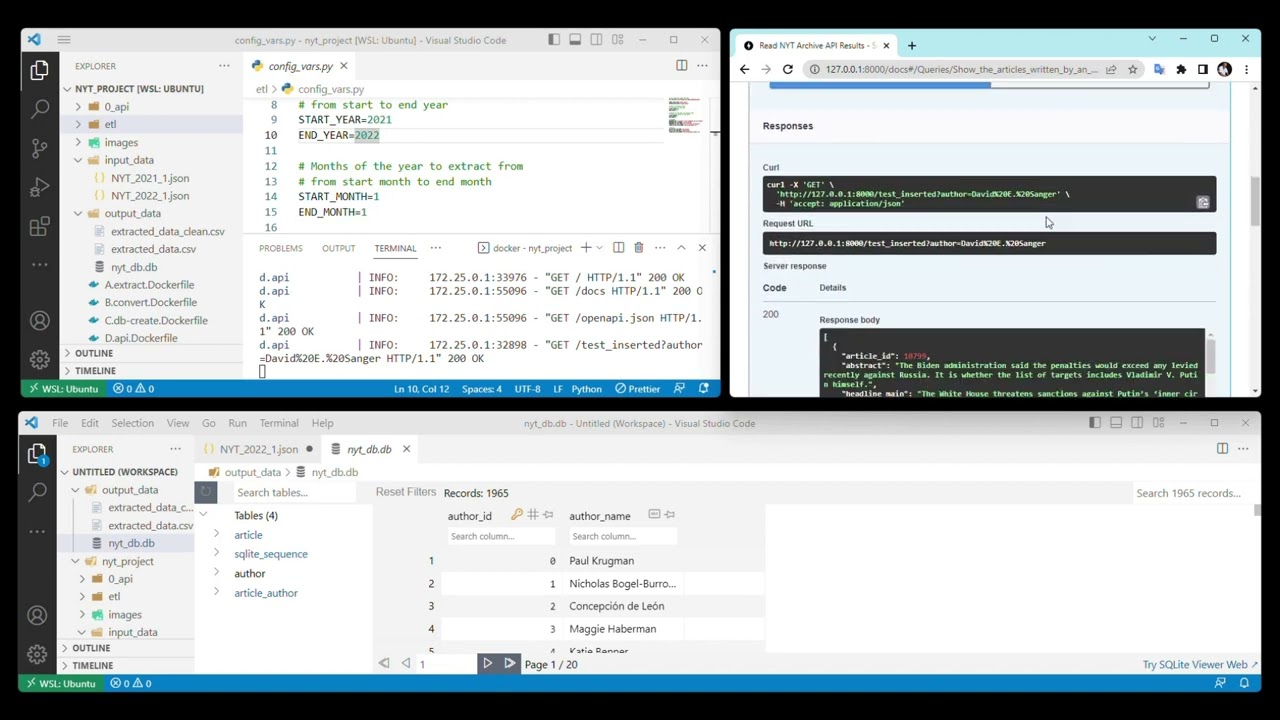 config_vars.py - nyt_project [WSL: Ubuntu] - Visual Studio Code
EXPLORER
NYT_PROJECT [WSL: UBUNTU]
0_api
etl
images
input_data
NYT_2021_1.json
NYT_2022_1.json
output_data
extracted_data_clean.csv
extracted_data.csv
nyt_db.db
A.extract.Dockerfile
B.convert.Dockerfile
C.db-create.Dockerfile
D.api.Dockerfile
OUTLINE
TIMELINE
config_vars.py
etl > config_vars.py
8 # from start to end year
9 START_YEAR=2021
10 END_YEAR=2022
11
12 # Months of the year to extract from
13 # from start month to end month
14 START_MONTH=1
15 END_MONTH=1
16
PROBLEMS OUTPUT TERMINAL ··· docker - nyt_project
d.api | INFO: 172.25.0.1:33976 - "GET / HTTP/1.1" 200 OK
d.api | INFO: 172.25.0.1:55096 - "GET /docs HTTP/1.1" 200 O
K
d.api | INFO: 172.25.0.1:55096 - "GET /openapi.json HTTP/1.
1" 200 OK
d.api | INFO: 172.25.0.1:32898 - "GET /test_inserted?author
=David%20E.%20Sanger HTTP/1.1" 200 OK
WSL: Ubuntu 0 0 Ln 10, Col 12 Spaces: 4 UTF-8 LF Python Prettier
Read NYT Archive API Results - S
127.0.0.1:8000/docs#/Queries/Show_the_articles_written_by_an_...
Responses
Curl
curl -X 'GET' \
'http://127.0.0.1:8000/test_inserted?author=David%20E.%20Sanger' \
-H 'accept: application/json'
Request URL
http://127.0.0.1:8000/test_inserted?author=David%20E.%20Sanger
Server response
Code Details
200
Response body
[
{
"article_id": 10799,
"abstract": "The Biden administration said the penalties would exceed any levied
recently against Russia. It is whether the list of targets includes Vladimir V. Puti
n himself.",
"headline_main": "The White House threatens sanctions against Putin's 'inner cir
File Edit Selection View Go Run Terminal Help
nyt_db.db - Untitled (Workspace) - Visual Studio Code
EXPLORER
1
UNTITLED (WORKSPACE)
output_data
extracted_data_c...
extracted_data.csv
nyt_db.db
nyt_project
0_api
etl
images
input_data
OUTLINE
TIMELINE
NYT_2022_1.json nyt_db.db
output_data > nyt_db.db
Search tables... Reset Filters Records: 1965 Search 1965 records...
Tables (4)
article
sqlite_sequence
author
article_author
author_id author_name
Search column... Search column...
1 0 Paul Krugman
2 1 Nicholas Bogel-Burro...
3 2 Concepción de León
4 3 Maggie Haberman
5 4 Katie Benner
1 Page 1 / 20
Try SQLite Viewer Web
WSL: Ubuntu 0 0